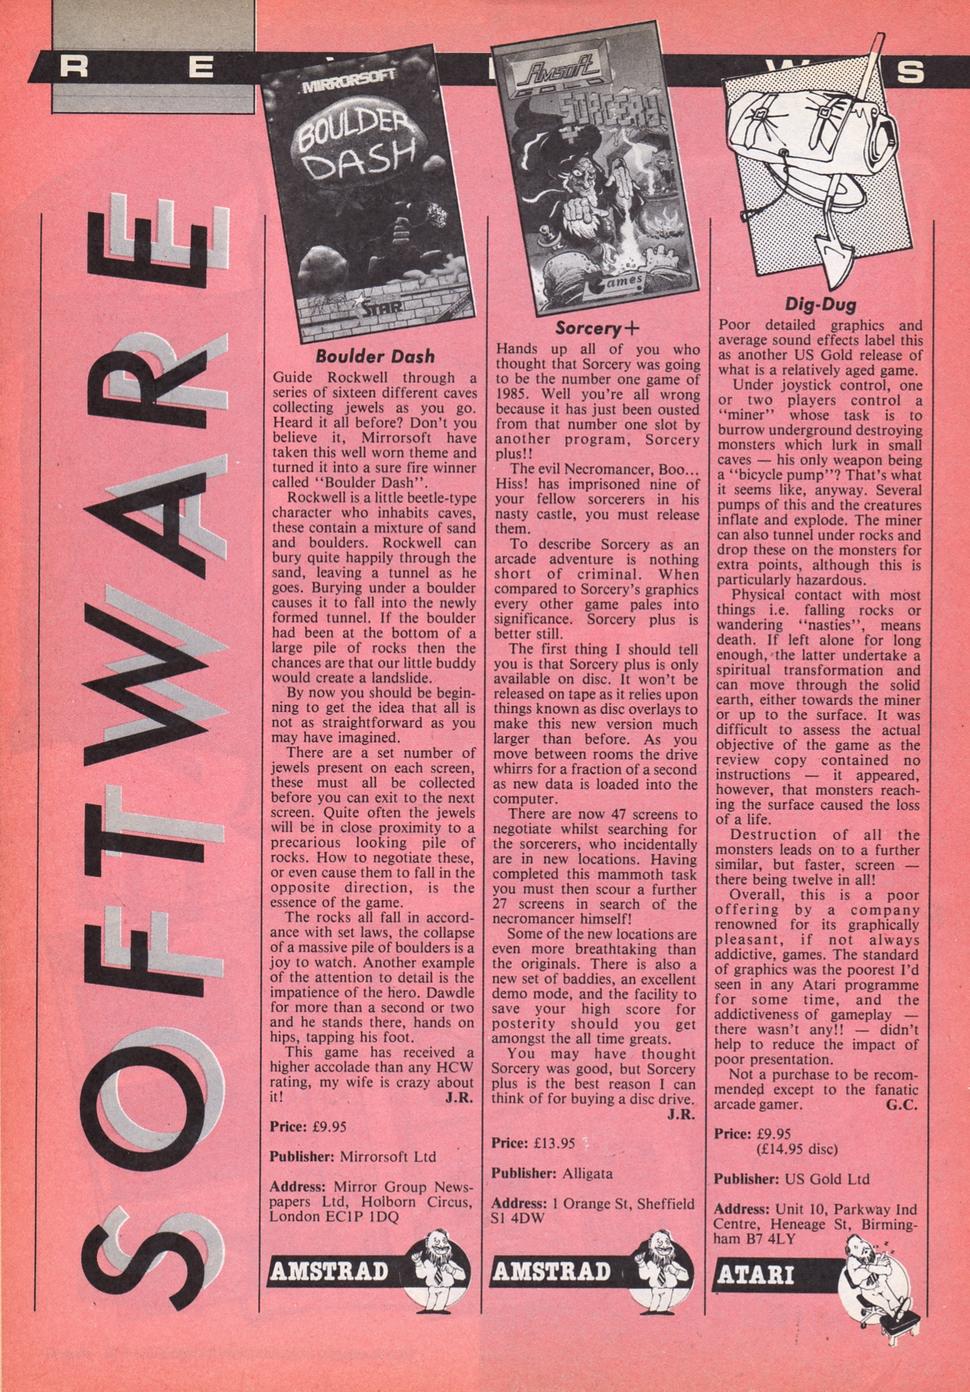 R E V I E W S
SOFTWARE
MIRRORSOFT
BOULDER
DASH
STAR
Boulder Dash
Guide Rockwell through a
series of sixteen different caves
collecting jewels as you go.
Heard it all before? Don't you
believe it, Mirrorsoft have
taken this well worn theme and
turned it into a sure fire winner
called "Boulder Dash".
Rockwell is a little beetle-type
character who inhabits caves,
these contain a mixture of sand
and boulders. Rockwell can
bury quite happily through the
sand, leaving a tunnel as he
goes. Burying under a boulder
causes it to fall into the newly
formed tunnel. If the boulder
had been at the bottom of a
large pile of rocks then the
chances are that our little buddy
would create a landslide.
By now you should be begin-
ning to get the idea that all is
not as straightforward as you
may have imagined.
There are a set number of
jewels present on each screen,
these must all be collected
before you can exit to the next
screen. Quite often the jewels
will be in close proximity to a
precarious looking pile of
rocks. How to negotiate these,
or even cause them to fall in the
opposite direction, is the
essence of the game.
The rocks all fall in accord-
ance with set laws, the collapse
of a massive pile of boulders is a
joy to watch. Another example
of the attention to detail is the
impatience of the hero. Dawdle
for more than a second or two
and he stands there, hands on
hips, tapping his foot.
This game has received a
higher accolade than any HCW
rating, my wife is crazy about
it! J.R.
Price: £9.95
Publisher: Mirrorsoft Ltd
Address: Mirror Group News-
papers Ltd, Holborn Circus,
London EC1P 1DQ
AMSTRAD
Amsoft
SORCERY+
Games
Sorcery+
Hands up all of you who
thought that Sorcery was going
to be the number one game of
1985. Well you're all wrong
because it has just been ousted
from that number one slot by
another program, Sorcery
plus!!
The evil Necromancer, Boo...
Hiss! has imprisoned nine of
your fellow sorcerers in his
nasty castle, you must release
them.
To describe Sorcery as an
arcade adventure is nothing
short of criminal. When
compared to Sorcery's graphics
every other game pales into
significance. Sorcery plus is
better still.
The first thing I should tell
you is that Sorcery plus is only
available on disc. It won't be
released on tape as it relies upon
things known as disc overlays to
make this new version much
larger than before. As you
move between rooms the drive
whirrs for a fraction of a second
as new data is loaded into the
computer.
There are now 47 screens to
negotiate whilst searching for
the sorcerers, who incidentally
are in new locations. Having
completed this mammoth task
you must then scour a further
27 screens in search of the
necromancer himself!
Some of the new locations are
even more breathtaking than
the originals. There is also a
new set of baddies, an excellent
demo mode, and the facility to
save your high score for
posterity should you get
amongst the all time greats.
You may have thought
Sorcery was good, but Sorcery
plus is the best reason I can
think of for buying a disc drive.
J.R.
Price: £13.95
Publisher: Alligata
Address: 1 Orange St, Sheffield
S1 4DW
AMSTRAD
Dig-Dug
Poor detailed graphics and
average sound effects label this
as another US Gold release of
what is a relatively aged game.
Under joystick control, one
or two players control a
"miner" whose task is to
burrow underground destroying
monsters which lurk in small
caves — his only weapon being
a "bicycle pump"? That's what
it seems like, anyway. Several
pumps of this and the creatures
inflate and explode. The miner
can also tunnel under rocks and
drop these on the monsters for
extra points, although this is
particularly hazardous.
Physical contact with most
things i.e. falling rocks or
wandering "nasties", means
death. If left alone for long
enough, the latter undertake a
spiritual transformation and
can move through the solid
earth, either towards the miner
or up to the surface. It was
difficult to assess the actual
objective of the game as the
review copy contained no
instructions — it appeared,
however, that monsters reach-
ing the surface caused the loss
of a life.
Destruction of all the
monsters leads on to a further
similar, but faster, screen —
there being twelve in all!
Overall, this is a poor
offering by a company
renowned for its graphically
pleasant, if not always
addictive, games. The standard
of graphics was the poorest I'd
seen in any Atari programme
for some time, and the
addictiveness of gameplay —
there wasn't any!! — didn't
help to reduce the impact of
poor presentation.
Not a purchase to be recom-
mended except to the fanatic
arcade gamer. G.C.
Price: £9.95
(£14.95 disc)
Publisher: US Gold Ltd
Address: Unit 10, Parkway Ind
Centre, Heneage St, Birming-
ham B7 4LY
ATARI